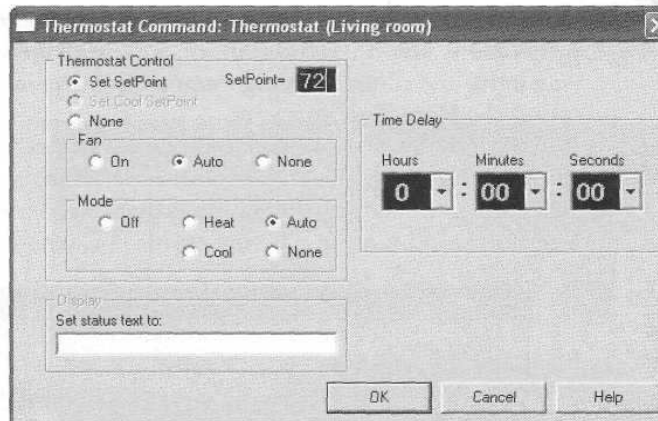 Thermostat Command: Thermostat (Living room)
Thermostat Control
Set SetPoint SetPoint= 72
Set Cool SetPoint
None
Fan
On Auto None
Mode
Off Heat Auto
Cool None
Time Delay
Hours Minutes Seconds
0 : 00 : 00
Display
Set status text to:
OK Cancel Help